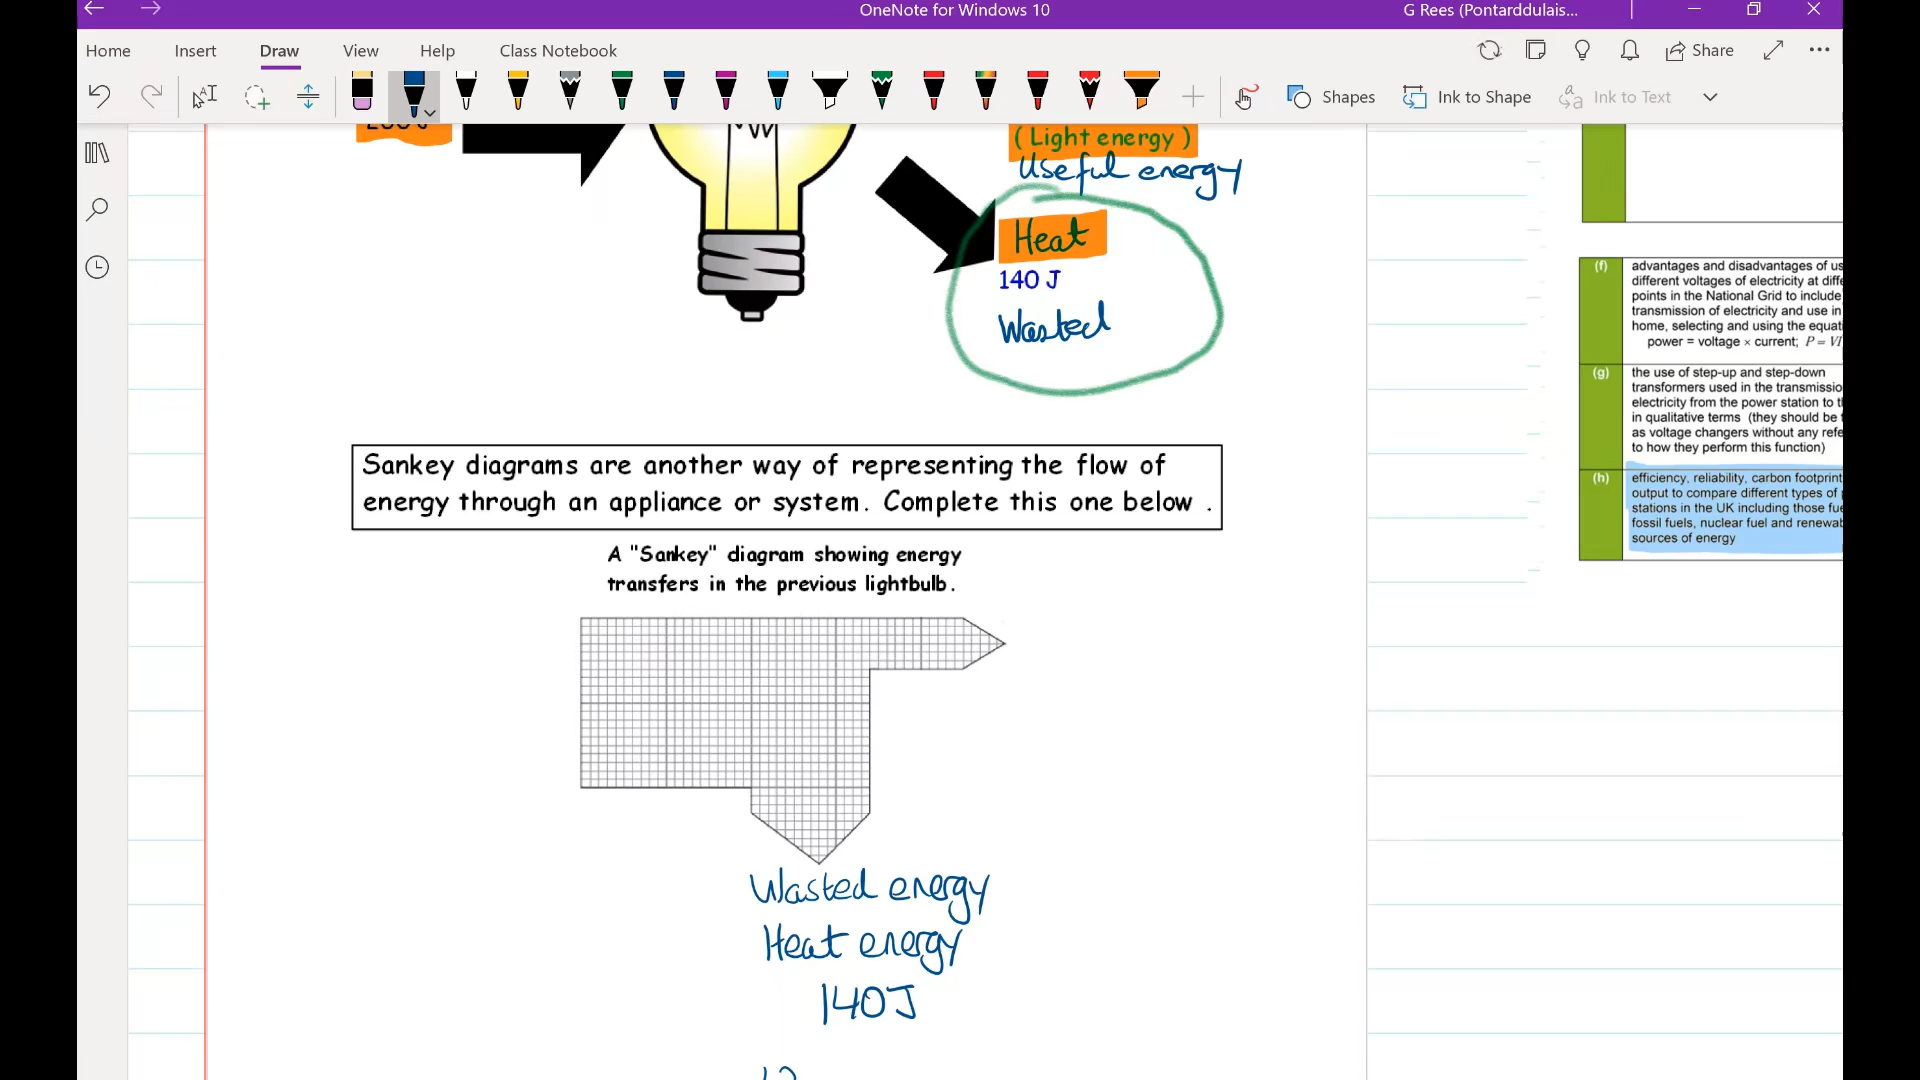 OneNote for Windows 10
G Rees (Pontarddulais...
Home
Insert
Draw
View
Help
Class Notebook
Share
Shapes
Ink to Shape
Ink to Text
(Light energy)
Useful energy
Heat
140 J
Wasted
Sankey diagrams are another way of representing the flow of
energy through an appliance or system. Complete this one below .
A "Sankey" diagram showing energy
transfers in the previous lightbulb.
Wasted energy
Heat energy
140J
(f)
advantages and disadvantages of us
different voltages of electricity at diffe
points in the National Grid to include
transmission of electricity and use in
home, selecting and using the equati
power = voltage × current; P = VI
(g)
the use of step-up and step-down
transformers used in the transmissio
electricity from the power station to t
in qualitative terms (they should be
as voltage changers without any refe
to how they perform this function)
(h)
efficiency, reliability, carbon footprint
output to compare different types of
stations in the UK including those fue
fossil fuels, nuclear fuel and renewab
sources of energy